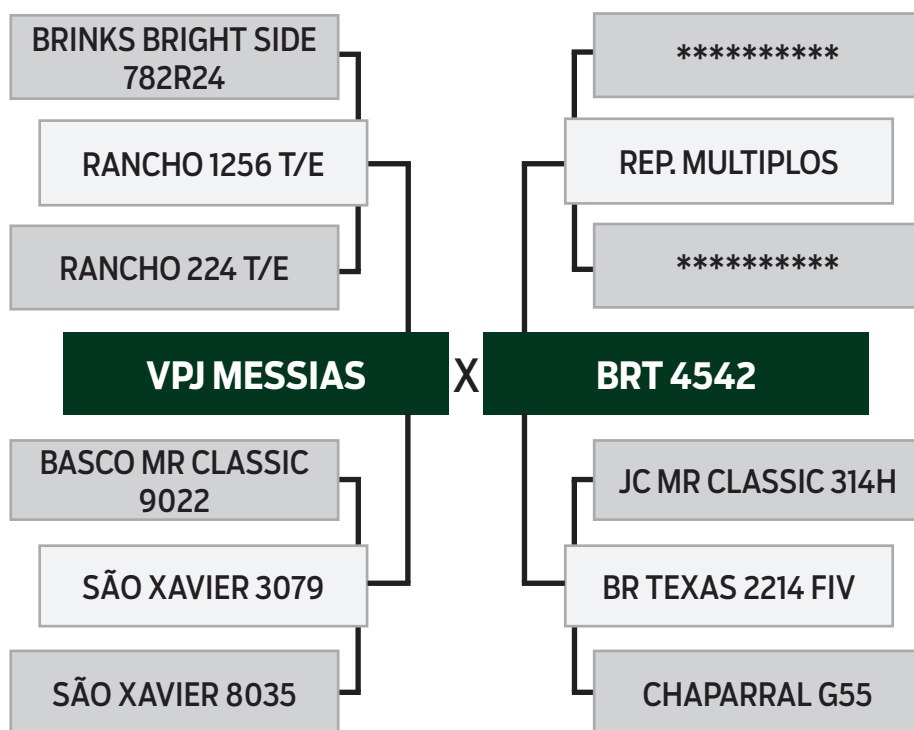 BRINKS BRIGHT SIDE
782R24
**********
RANCHO 1256 T/E
REP. MULTIPLOS
RANCHO 224 T/E
**********
VPJ MESSIAS
X
BRT 4542
BASCO MR CLASSIC
9022
JC MR CLASSIC 314H
SÃO XAVIER 3079
BR TEXAS 2214 FIV
SÃO XAVIER 8035
CHAPARRAL G55